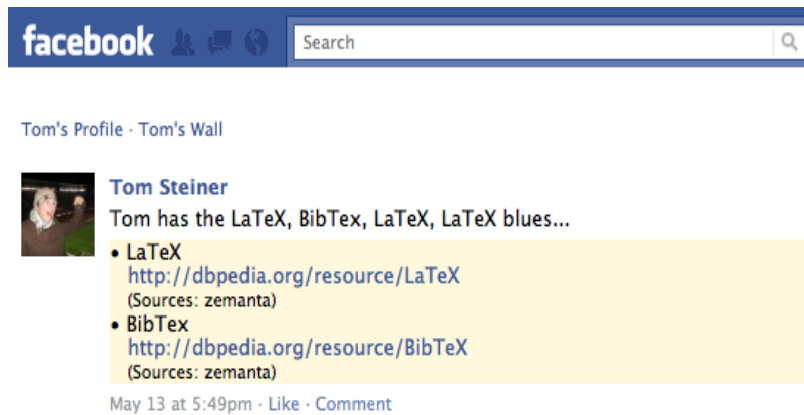 facebook Search
Tom's Profile · Tom's Wall
Tom Steiner
Tom has the LaTeX, BibTex, LaTeX, LaTeX blues...
• LaTeX
http://dbpedia.org/resource/LaTeX
(Sources: zemanta)
• BibTex
http://dbpedia.org/resource/BibTeX
(Sources: zemanta)
May 13 at 5:49pm · Like · Comment